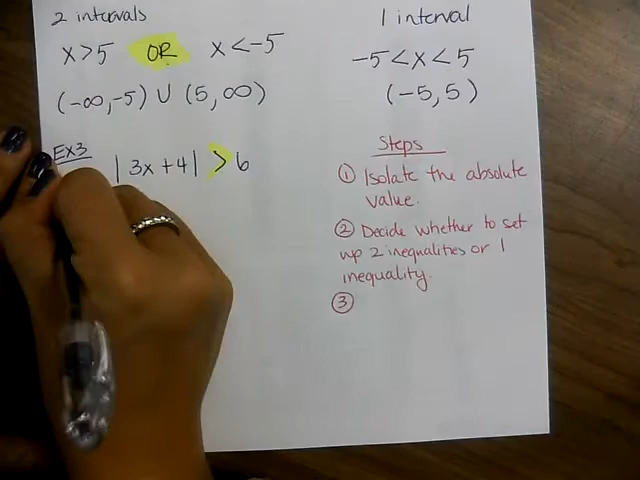 2 intervals
x > 5 OR x < -5
(-∞, -5) ∪ (5, ∞)
1 interval
-5 < x < 5
(-5, 5)
Ex3
|3x + 4| > 6
Steps
① Isolate the absolute
value.
② Decide whether to set
up 2 inequalities or 1
inequality.
③